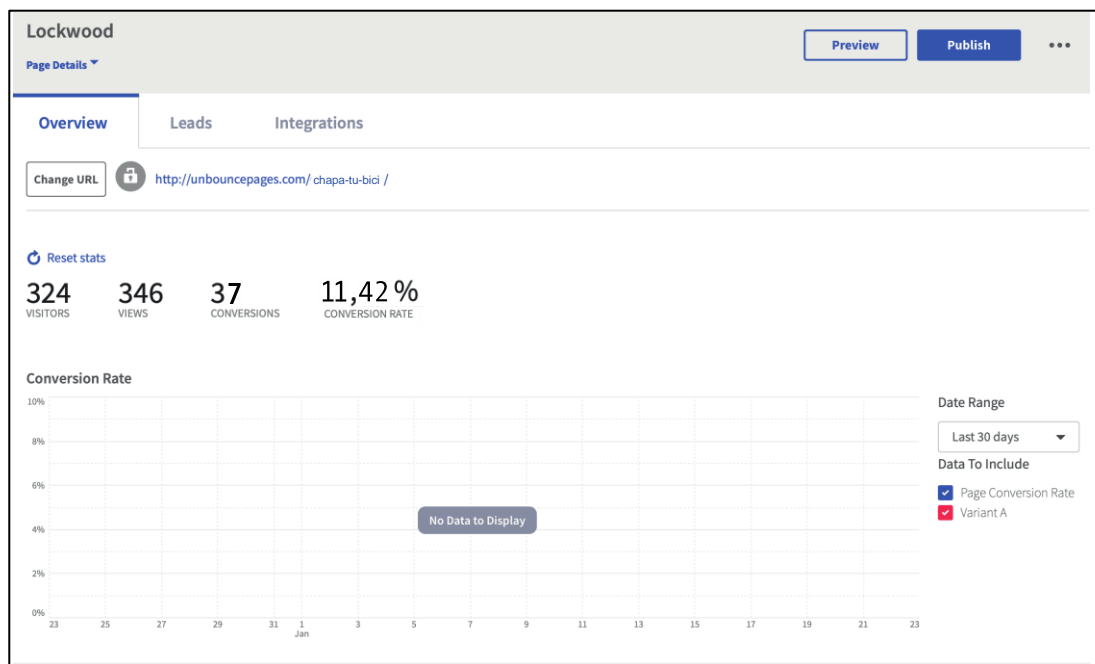 Lockwood
Preview
Publish
Page Details
Overview
Leads
Integrations
Change URL
http://unbouncepages.com/ chapa-tu-bici /
Reset stats
324
346
37
11,42 %
VISITORS
VIEWS
CONVERSIONS
CONVERSION RATE
Conversion Rate
10%
8%
6%
4%
2%
0%
No Data to Display
23 25 27 29 31 1 3 5 7 9 11 13 15 17 19 21 23
Jan
Date Range
Last 30 days
Data To Include
Page Conversion Rate
Variant A